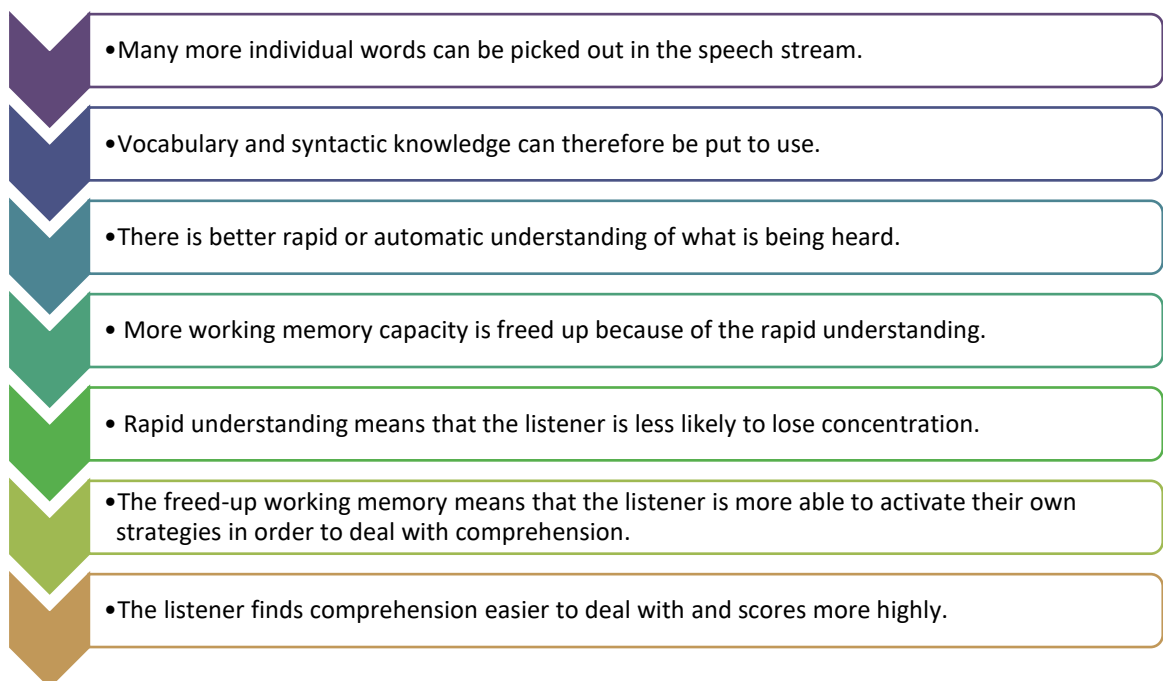 •Many more individual words can be picked out in the speech stream.
•Vocabulary and syntactic knowledge can therefore be put to use.
•There is better rapid or automatic understanding of what is being heard.
• More working memory capacity is freed up because of the rapid understanding.
• Rapid understanding means that the listener is less likely to lose concentration.
•The freed-up working memory means that the listener is more able to activate their own
strategies in order to deal with comprehension.
•The listener finds comprehension easier to deal with and scores more highly.